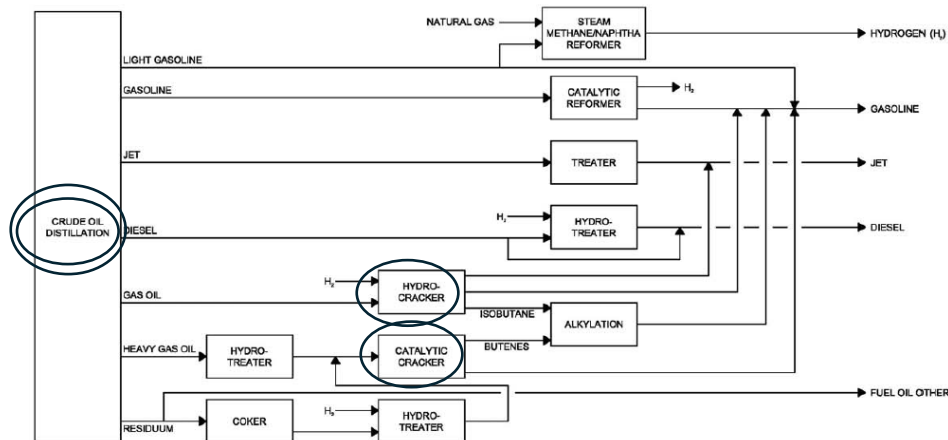 NATURAL GAS
STEAM
METHANE/NAPHTHA
REFORMER
HYDROGEN (H₂)
LIGHT GASOLINE
GASOLINE
CATALYTIC
REFORMER
H₂
GASOLINE
JET
TREATER
JET
CRUDE OIL
DISTILLATION
DIESEL
H₂
HYDRO-
TREATER
DIESEL
GAS OIL
H₂
HYDRO-
CRACKER
ISOBUTANE
ALKYLATION
HEAVY GAS OIL
HYDRO-
TREATER
CATALYTIC
CRACKER
BUTENES
FUEL OIL OTHER
RESIDUUM
COKER
H₂
HYDRO-
TREATER